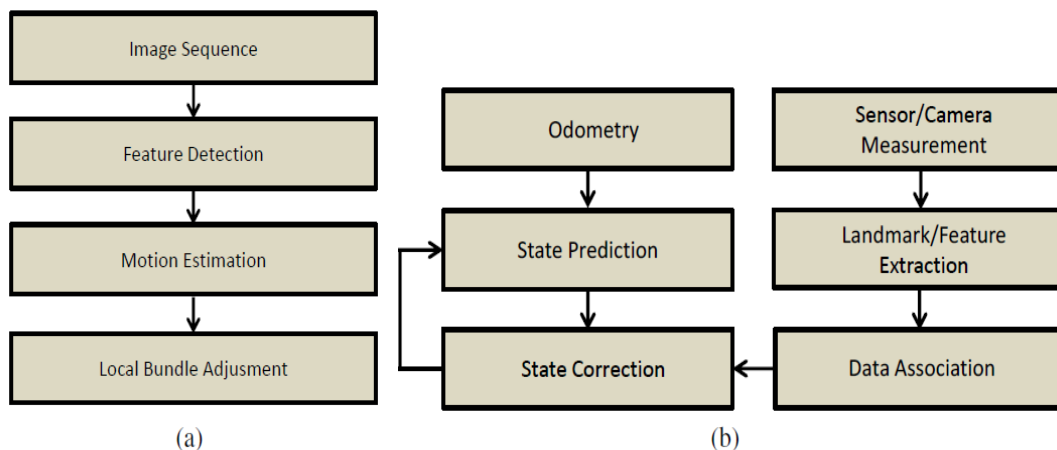 Image Sequence
Feature Detection
Motion Estimation
Local Bundle Adjusment
(a)
Odometry
State Prediction
State Correction
Sensor/Camera
Measurement
Landmark/Feature
Extraction
Data Association
(b)